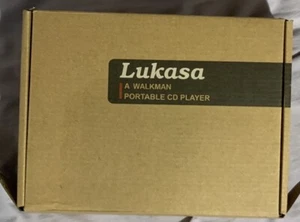 Lukasa
A WALKMAN
PORTABLE CD PLAYER